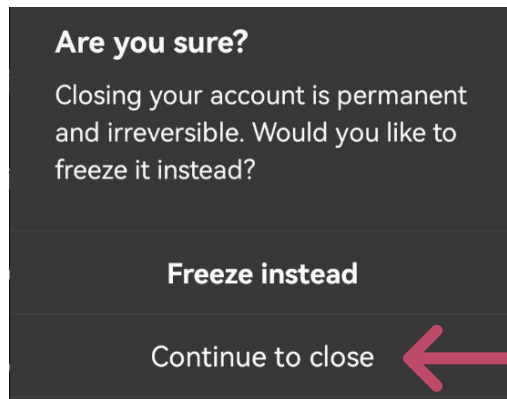 Are you sure?
Closing your account is permanent
and irreversible. Would you like to
freeze it instead?
Freeze instead
Continue to close